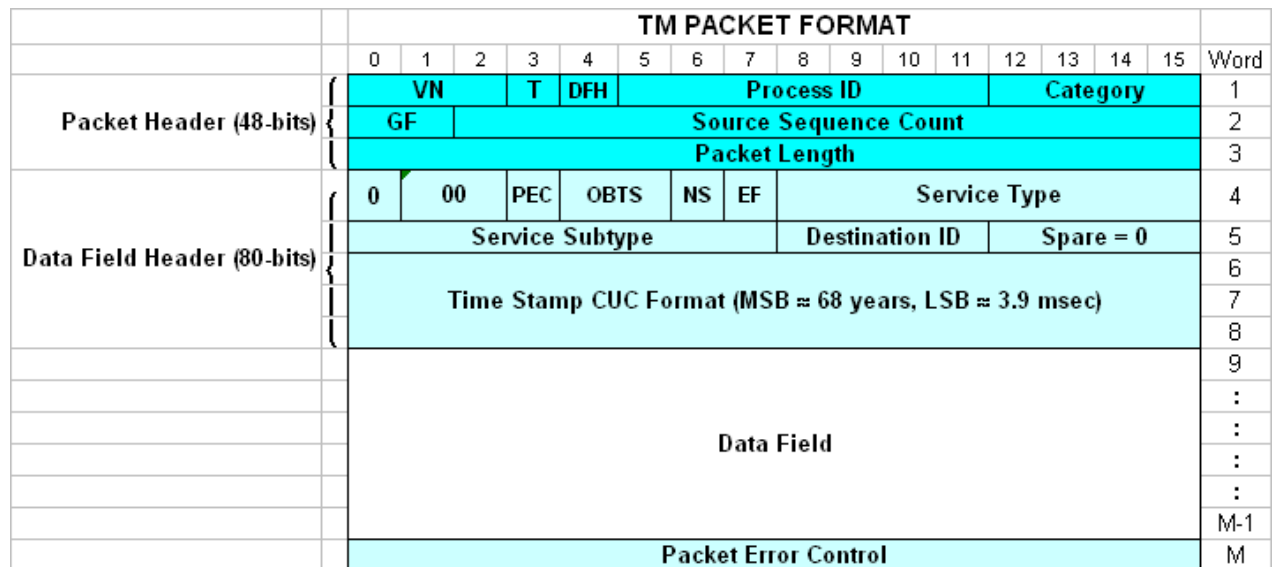 TM PACKET FORMAT
0 1 2 3 4 5 6 7 8 9 10 11 12 13 14 15 Word
Packet Header (48-bits)
VN T DFH Process ID Category 1
GF Source Sequence Count 2
Packet Length 3
Data Field Header (80-bits)
0 00 PEC OBTS NS EF Service Type 4
Service Subtype Destination ID Spare = 0 5
6
Time Stamp CUC Format (MSB ≈ 68 years, LSB ≈ 3.9 msec) 7
8
9
:
:
Data Field
:
:
M-1
Packet Error Control M